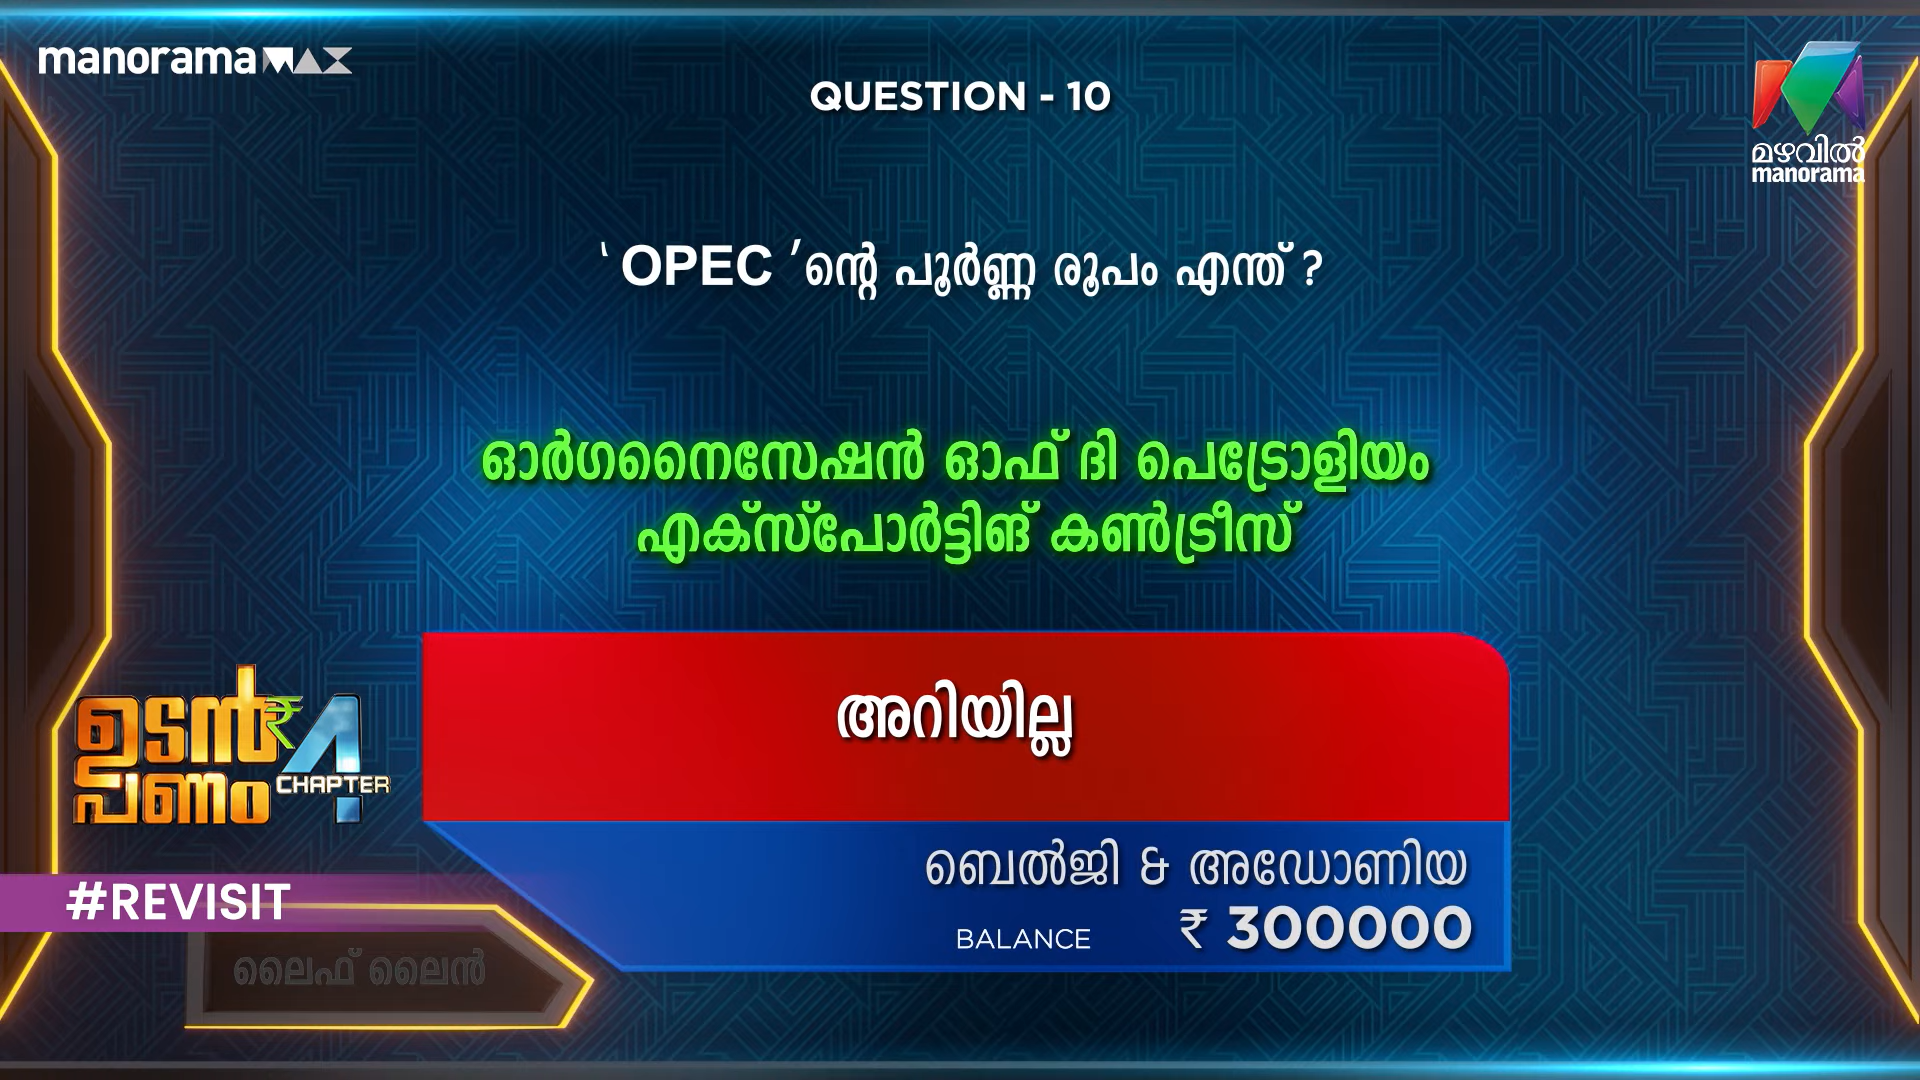 manorama MAX
QUESTION - 10
മഴവിൽ
manorama
‘ OPEC ’ന്റെ പൂർണ്ണ രൂപം എന്ത് ?
ഓർഗനൈസേഷൻ ഓഫ് ദി പെട്രോളിയം
എക്സ്പോർട്ടിങ് കൺട്രീസ്
അറിയില്ല
ഉടൻ ₹ 4
പണം CHAPTER
ബെൽജി & അഡോണിയ
#REVISIT
BALANCE ₹ 300000
ലൈഫ് ലൈൻ